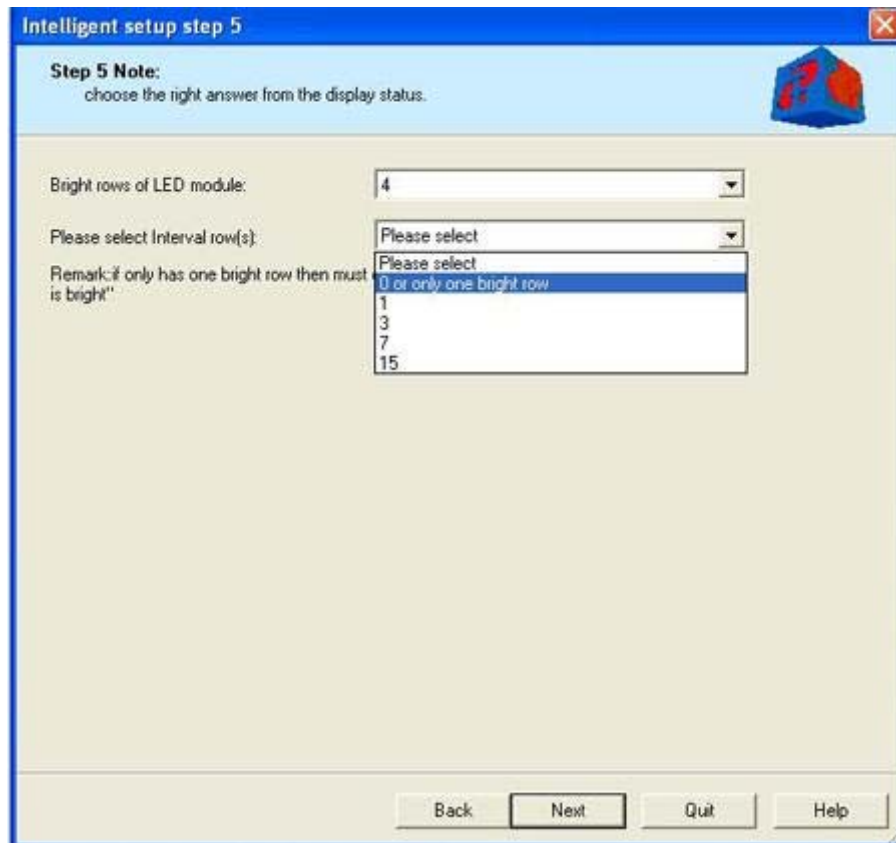 Intelligent setup step 5
Step 5 Note:
choose the right answer from the display status.
Bright rows of LED module:
4
Please select Interval row(s):
Please select
Please select
Remark:if only has one bright row then must
is bright"
0 or only one bright row
1
3
7
15
Back
Next
Quit
Help